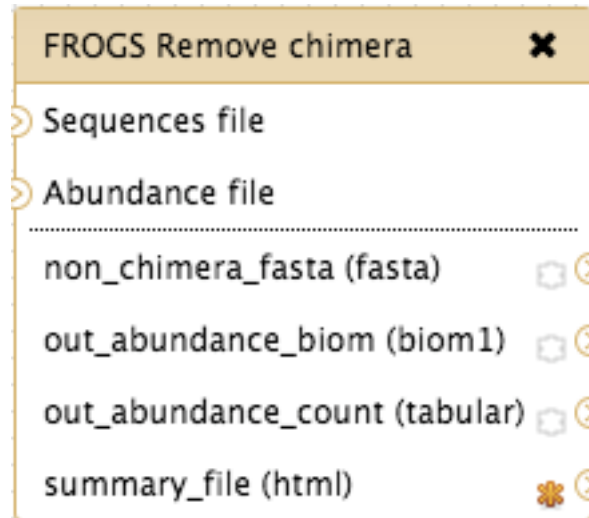 FROGS Remove chimera
Sequences file
Abundance file
non_chimera_fasta (fasta)
out_abundance_biom (biom1)
out_abundance_count (tabular)
summary_file (html)